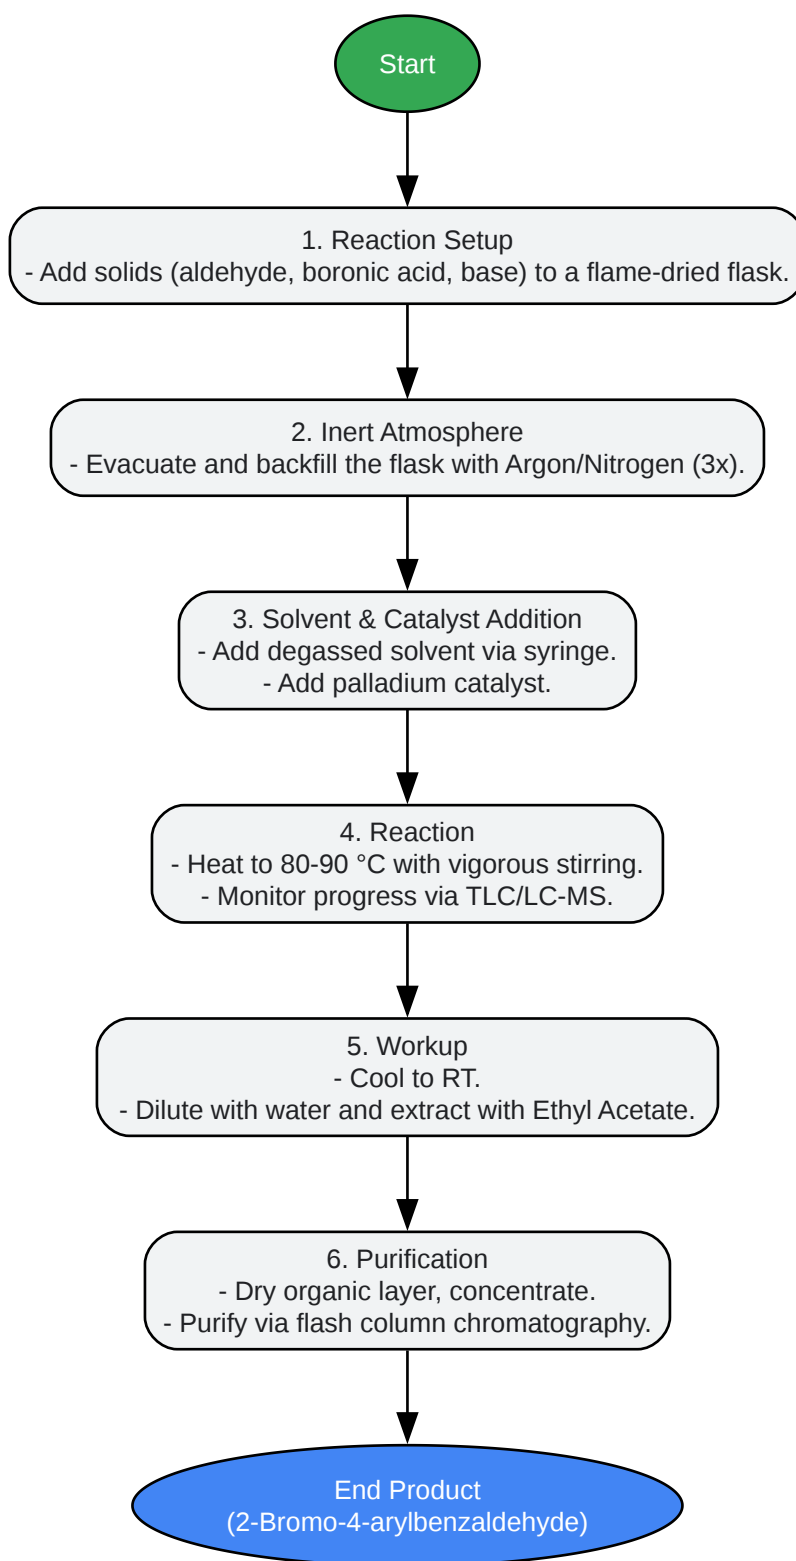 Start
1. Reaction Setup
- Add solids (aldehyde, boronic acid, base) to a flame-dried flask.
2. Inert Atmosphere
- Evacuate and backfill the flask with Argon/Nitrogen (3x).
3. Solvent & Catalyst Addition
- Add degassed solvent via syringe.
- Add palladium catalyst.
4. Reaction
- Heat to 80-90 °C with vigorous stirring.
- Monitor progress via TLC/LC-MS.
5. Workup
- Cool to RT.
- Dilute with water and extract with Ethyl Acetate.
6. Purification
- Dry organic layer, concentrate.
- Purify via flash column chromatography.
End Product
(2-Bromo-4-arylbenzaldehyde)